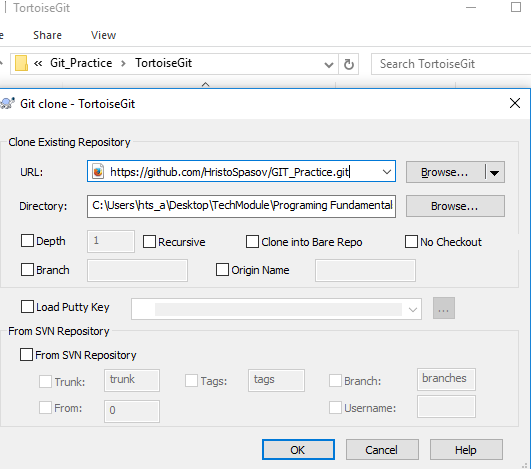 TortoiseGit
Share View
« Git_Practice > TortoiseGit Search TortoiseGit
Git clone - TortoiseGit
Clone Existing Repository
URL: https://github.com/HristoSpasov/GIT_Practice.git Browse...
Directory: C:\Users\hts_a\Desktop\TechModule\Programing Fundamental Browse...
Depth 1 Recursive Clone into Bare Repo No Checkout
Branch Origin Name
Load Putty Key ...
From SVN Repository
From SVN Repository
Trunk: trunk Tags: tags Branch: branches
From: 0 Username:
OK Cancel Help